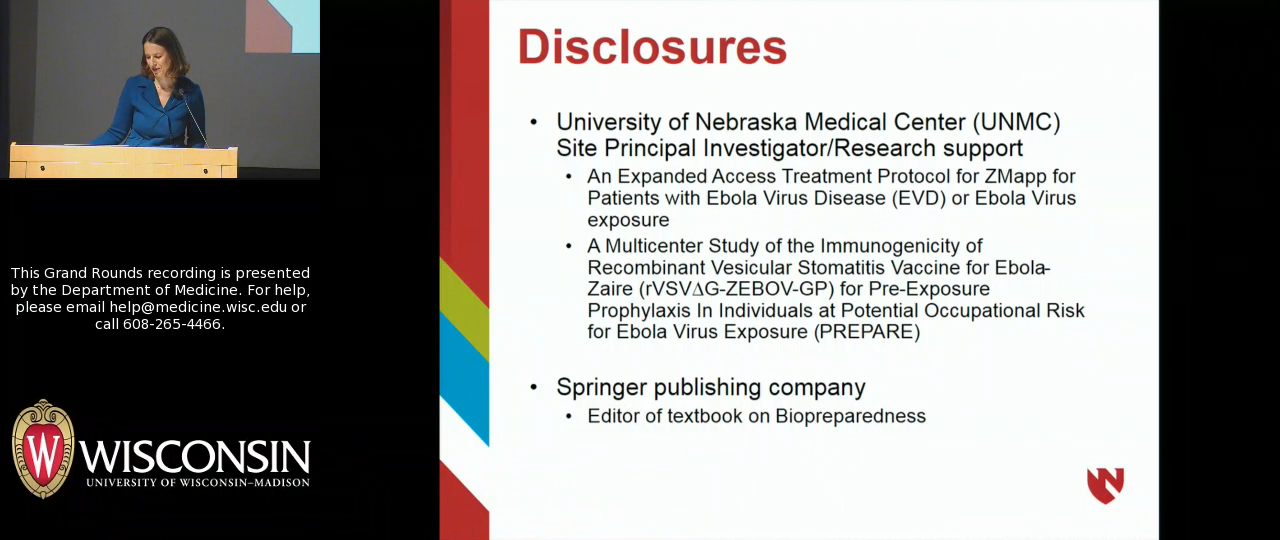 Disclosures
• University of Nebraska Medical Center (UNMC)
Site Principal Investigator/Research support
• An Expanded Access Treatment Protocol for ZMapp for
Patients with Ebola Virus Disease (EVD) or Ebola Virus
exposure
• A Multicenter Study of the Immunogenicity of
Recombinant Vesicular Stomatitis Vaccine for Ebola-
Zaire (rVSV∆G-ZEBOV-GP) for Pre-Exposure
Prophylaxis In Individuals at Potential Occupational Risk
for Ebola Virus Exposure (PREPARE)
• Springer publishing company
• Editor of textbook on Biopreparedness
This Grand Rounds recording is presented
by the Department of Medicine. For help,
please email help@medicine.wisc.edu or
call 608-265-4466.
W
WISCONSIN
UNIVERSITY OF WISCONSIN–MADISON
N